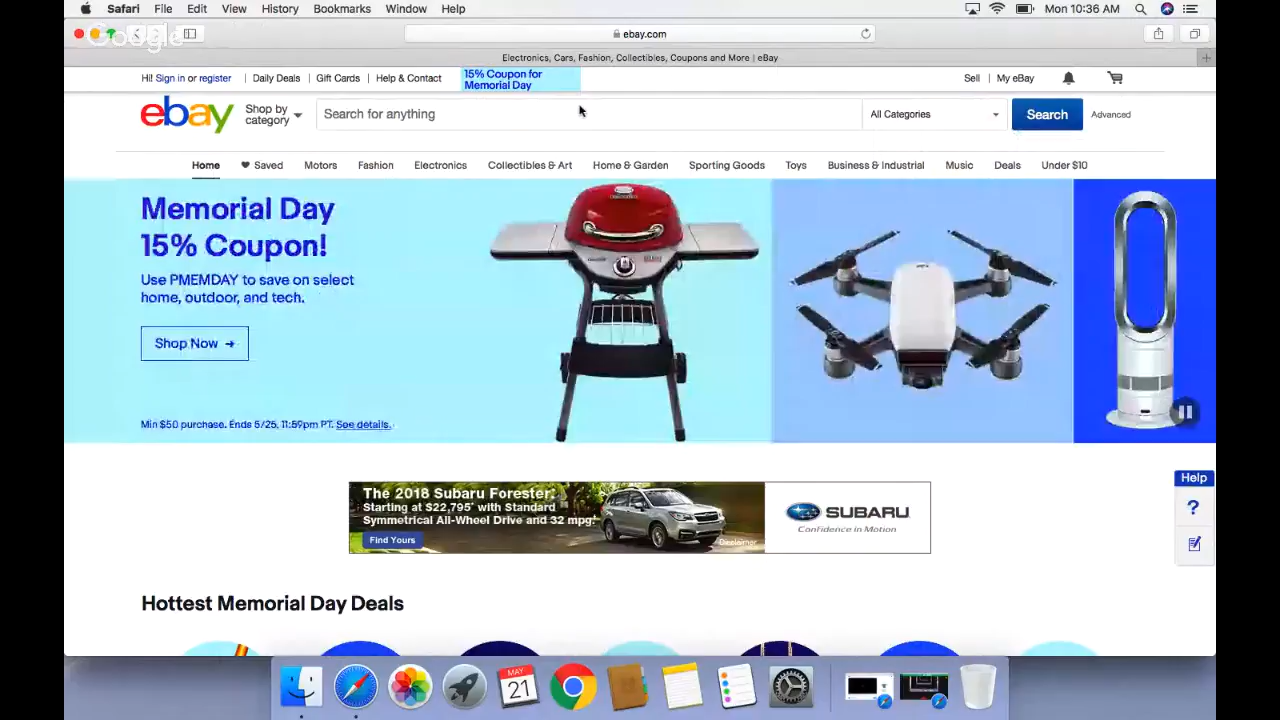 Safari File Edit View History Bookmarks Window Help Mon 10:36 AM
Google
ebay.com
Electronics, Cars, Fashion, Collectibles, Coupons and More | eBay
Hi! Sign in or register Daily Deals Gift Cards Help & Contact
15% Coupon for
Memorial Day
Sell My eBay
ebay
Shop by
category
Search for anything
All Categories
Search
Advanced
Home Saved Motors Fashion Electronics Collectibles & Art Home & Garden Sporting Goods Toys Business & Industrial Music Deals Under $10
Memorial Day
15% Coupon!
Use PMEMDAY to save on select
home, outdoor, and tech.
Shop Now →
Min $50 purchase. Ends 5/25, 11:59pm PT. See details.
Help
?
The 2018 Subaru Forester.
Starting at $22,795* with Standard
Symmetrical All-Wheel Drive and 32 mpg.
Find Yours
Disclaimer
SUBARU
Confidence in Motion
Hottest Memorial Day Deals
MAY
21